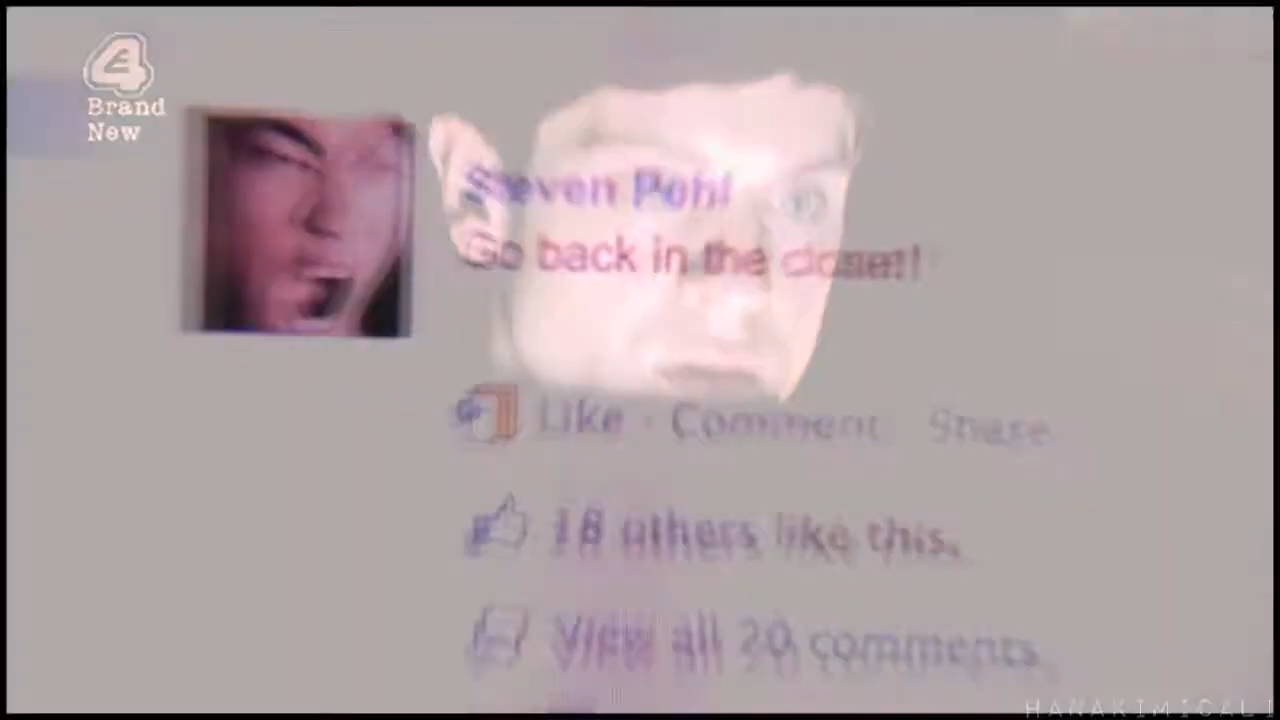 4
Brand
New
Steven Pehl
Go back in the closet!
Like · Comment · Share
18 others like this.
View all 20 comments
HANAKIMICALI